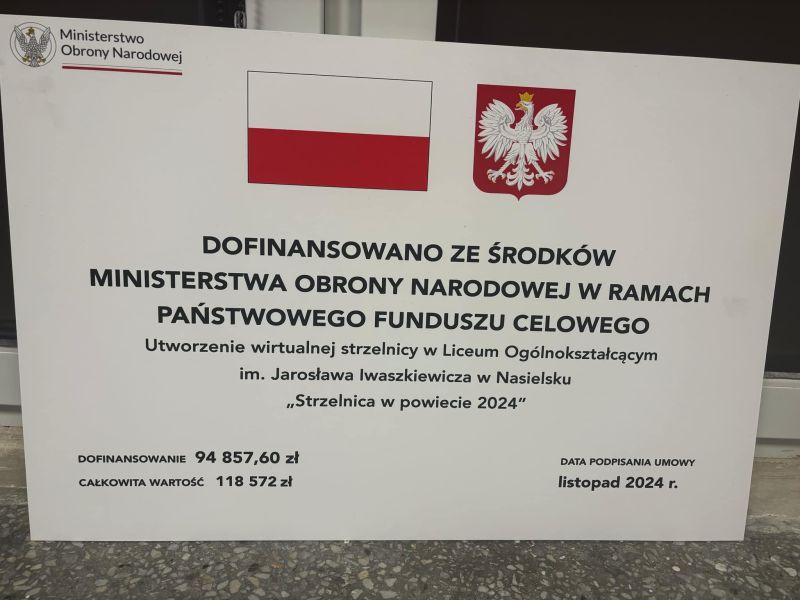 Ministerstwo
Obrony Narodowej
DOFINANSOWANO ZE ŚRODKÓW
MINISTERSTWA OBRONY NARODOWEJ W RAMACH
PAŃSTWOWEGO FUNDUSZU CELOWEGO
Utworzenie wirtualnej strzelnicy w Liceum Ogólnokształcącym
im. Jarosława Iwaszkiewicza w Nasielsku
„Strzelnica w powiecie 2024”
DOFINANSOWANIE 94 857,60 zł
CAŁKOWITA WARTOŚĆ 118 572 zł
DATA PODPISANIA UMOWY
listopad 2024 r.